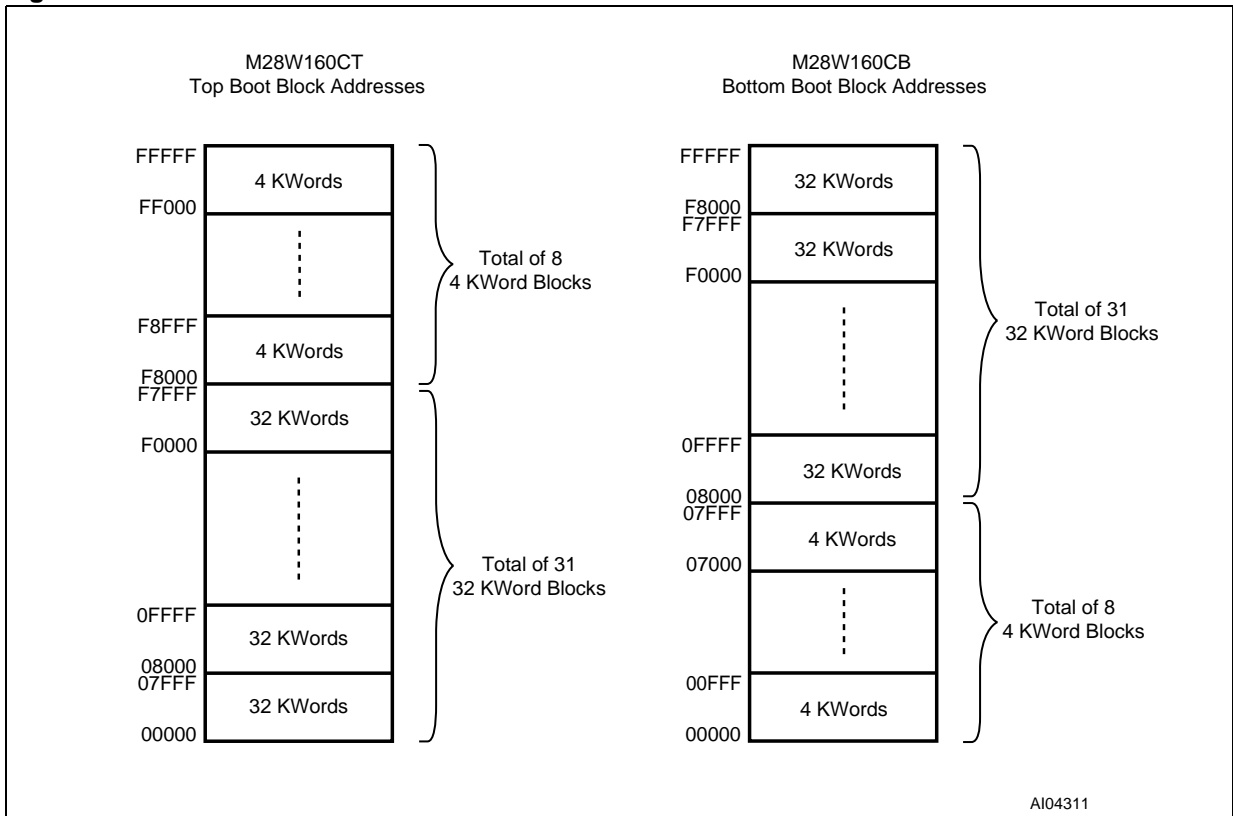 M28W160CT
Top Boot Block Addresses
FFFFF
4 KWords
FF000
Total of 8
4 KWord Blocks
F8FFF
4 KWords
F8000
F7FFF
32 KWords
F0000
Total of 31
32 KWord Blocks
0FFFF
32 KWords
08000
07FFF
32 KWords
00000
M28W160CB
Bottom Boot Block Addresses
FFFFF
32 KWords
F8000
F7FFF
32 KWords
F0000
Total of 31
32 KWord Blocks
0FFFF
32 KWords
08000
07FFF
4 KWords
07000
Total of 8
4 KWord Blocks
00FFF
4 KWords
00000
AI04311